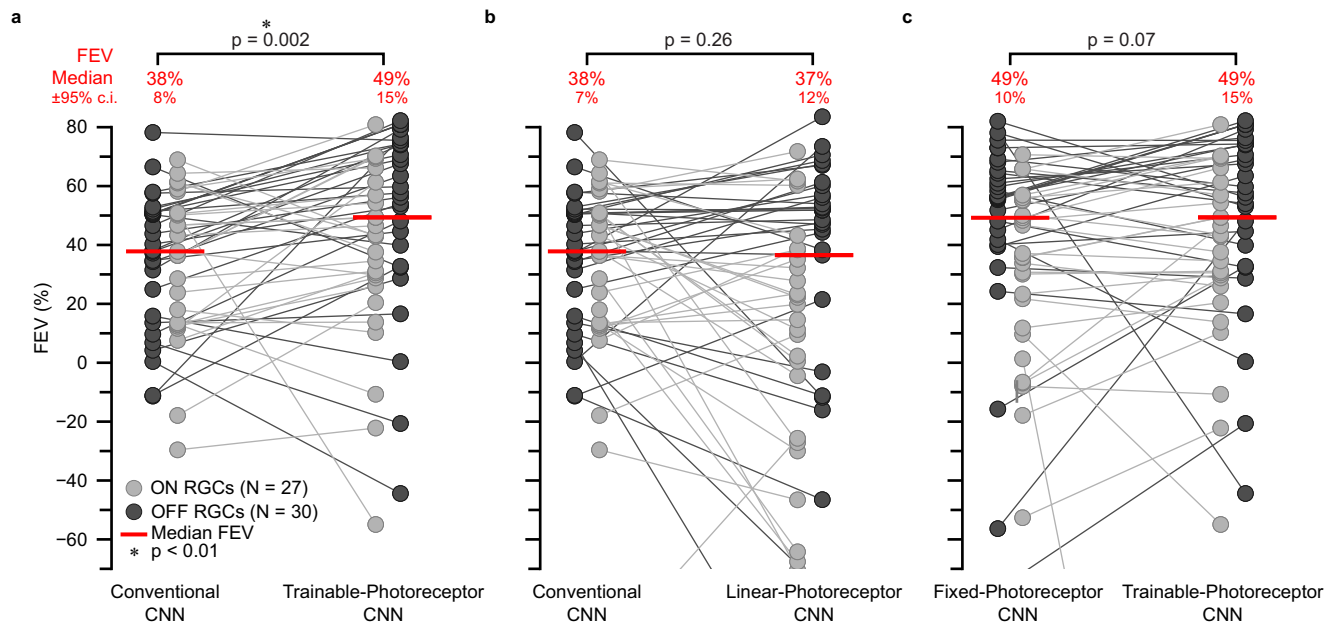 a
*
p = 0.002
FEV
Median
±95% c.i.
38%
8%
49%
15%
80
60
40
20
0
−20
−40
−60
FEV (%)
ON RGCs (N = 27)
OFF RGCs (N = 30)
Median FEV
* p < 0.01
Conventional
CNN
Trainable-Photoreceptor
CNN
b
p = 0.26
38%
7%
37%
12%
Conventional
CNN
Linear-Photoreceptor
CNN
c
p = 0.07
49%
10%
49%
15%
Fixed-Photoreceptor
CNN
Trainable-Photoreceptor
CNN